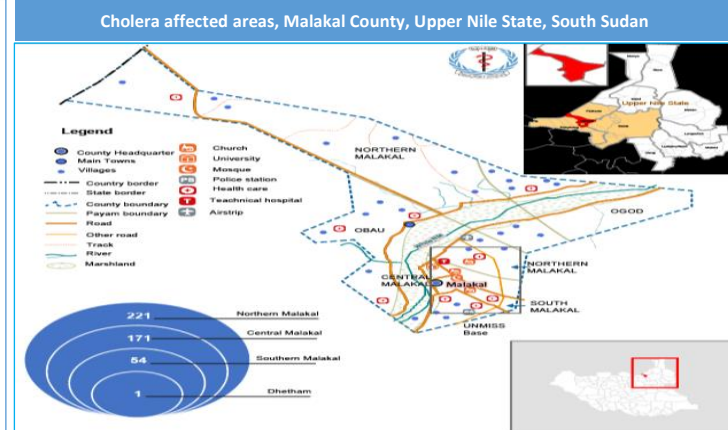 Cholera affected areas, Malakal County, Upper Nile State, South Sudan
Upper Nile State
Legend
County Headquarter
Main Towns
Villages
Country border
State border
County boundary
Payam boundary
Road
Other road
Track
River
Marshland
Church
University
Mosque
PS Police station
Health care
T Teachnical hospital
Airstrip
NORTHERN
MALAKAL
OGOD
OBAU
CENTRAL
MALAKAL
Malakal
NORTHERN
MALAKAL
SOUTH
MALAKAL
UNMISS
Base
221 Northern Malakal
171 Central Malakal
54 Southern Malakal
1 Dhetham